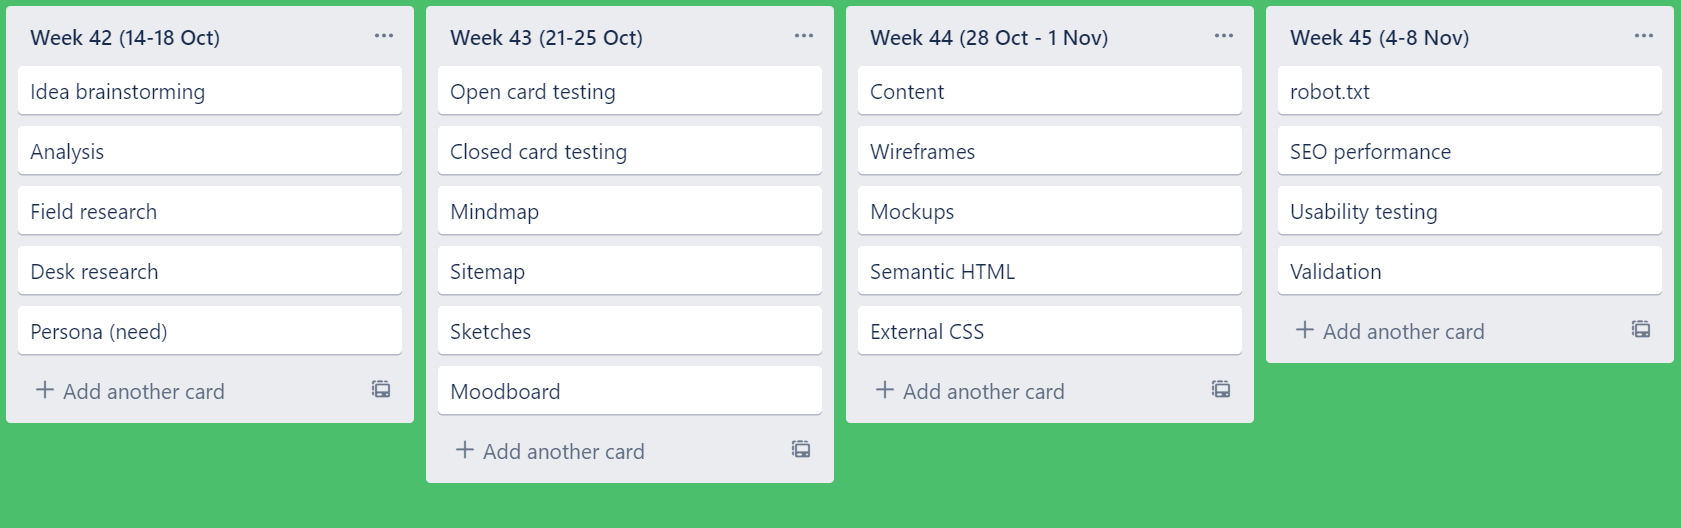 Week 42 (14-18 Oct)
Idea brainstorming
Analysis
Field research
Desk research
Persona (need)
Add another card
Week 43 (21-25 Oct)
Open card testing
Closed card testing
Mindmap
Sitemap
Sketches
Moodboard
Add another card
Week 44 (28 Oct - 1 Nov)
Content
Wireframes
Mockups
Semantic HTML
External CSS
Add another card
Week 45 (4-8 Nov)
robot.txt
SEO performance
Usability testing
Validation
Add another card